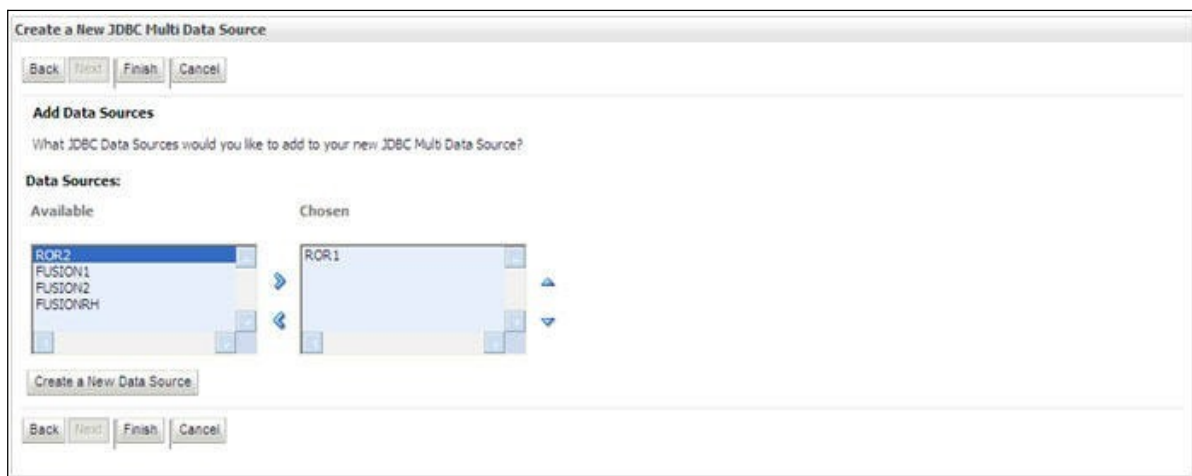 Create a New JDBC Multi Data Source
Back Next Finish Cancel
Add Data Sources
What JDBC Data Sources would you like to add to your new JDBC Multi Data Source?
Data Sources:
Available Chosen
ROR2 ROR1
FUSION1
FUSION2
FUSIONRH
Create a New Data Source
Back Next Finish Cancel